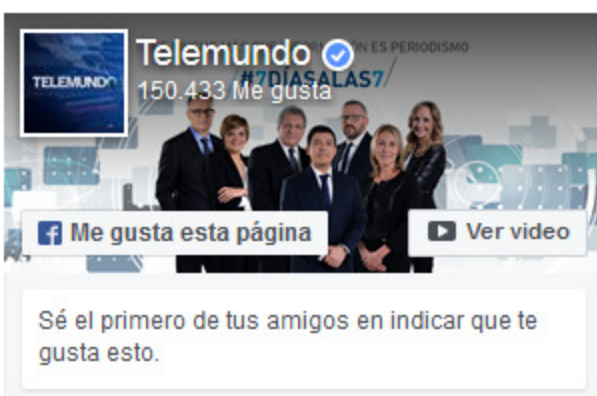 TELEMUNDO
Telemundo
ÓN ES PERIODISMO
#7DÍASALAS7
150.433 Me gusta
Me gusta esta página
Ver video
Sé el primero de tus amigos en indicar que te
gusta esto.